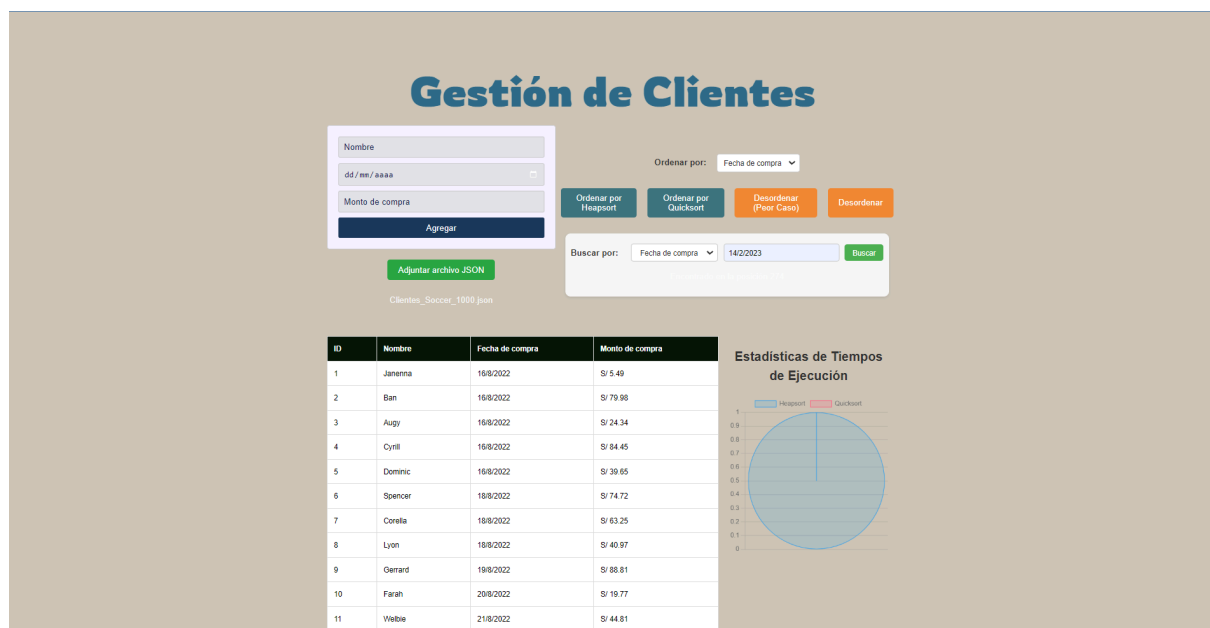 Gestión de Clientes
Nombre
dd/mm/aaaa
Monto de compra
Agregar
Adjuntar archivo JSON
Clientes_Soccer_1000.json
Ordenar por: Fecha de compra
Ordenar por
Heapsort
Ordenar por
Quicksort
Desordenar
(Peor Caso)
Desordenar
Buscar por: Fecha de compra 14/2/2023 Buscar
ID Nombre Fecha de compra Monto de compra
1 Janenna 16/8/2022 S/ 5.49
2 Ban 16/8/2022 S/ 79.98
3 Augy 16/8/2022 S/ 24.34
4 Cyrill 16/8/2022 S/ 84.45
5 Dominic 16/8/2022 S/ 39.65
6 Spencer 18/8/2022 S/ 74.72
7 Corella 18/8/2022 S/ 63.25
8 Lyon 18/8/2022 S/ 40.97
9 Gerrard 19/8/2022 S/ 88.81
10 Farah 20/8/2022 S/ 19.77
11 Welbie 21/8/2022 S/ 44.81
Estadísticas de Tiempos
de Ejecución
Heapsort Quicksort
1
0.9
0.8
0.7
0.6
0.5
0.4
0.3
0.2
0.1
0